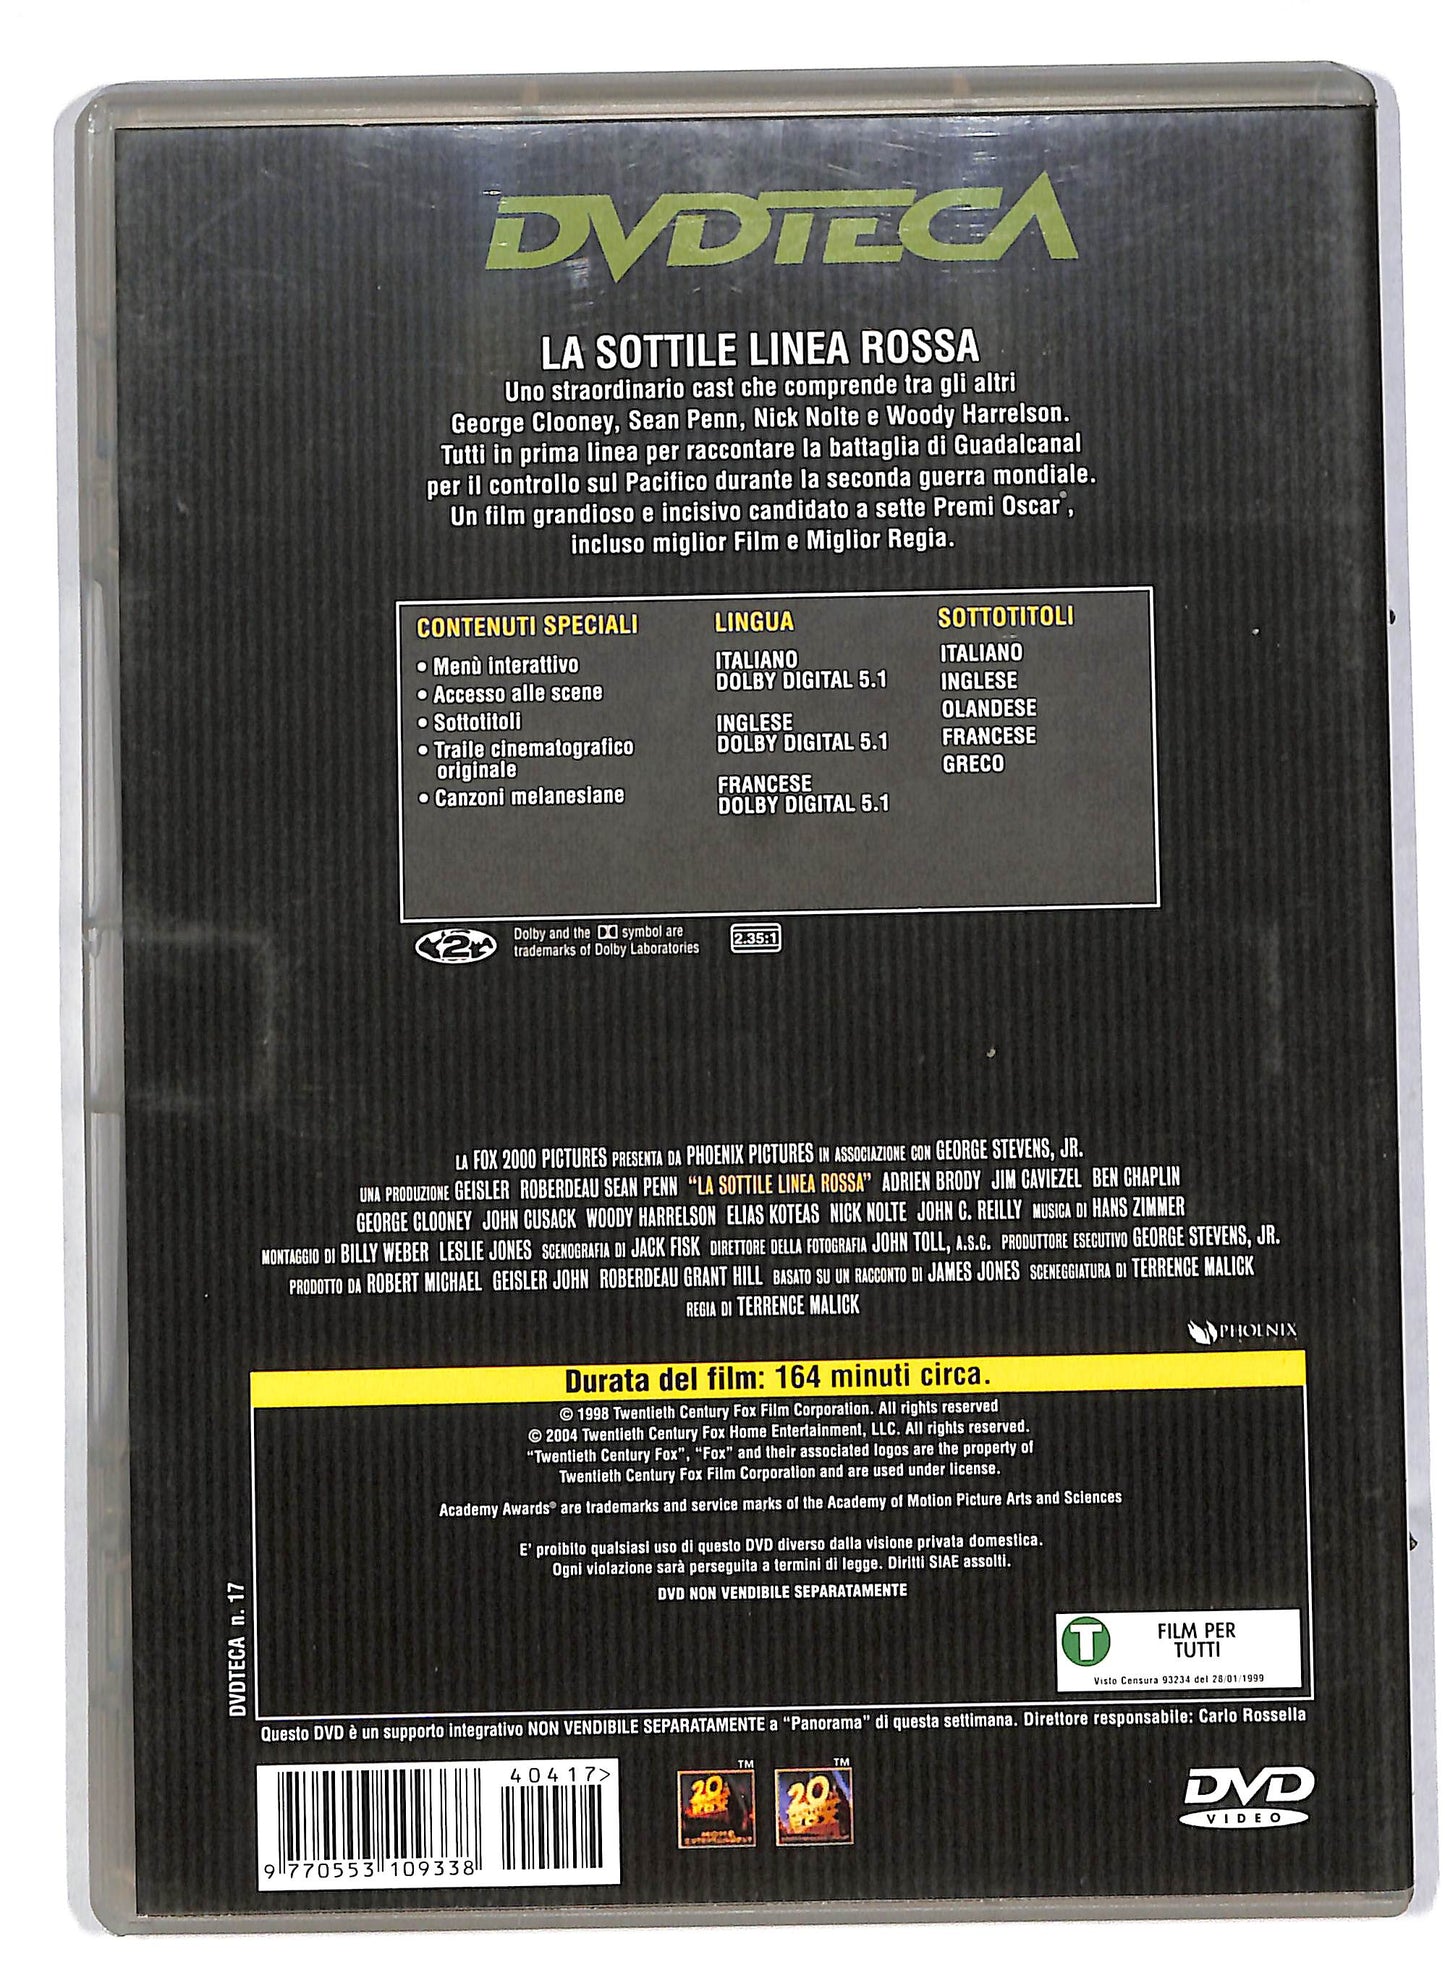 DVDTECA
LA SOTTILE LINEA ROSSA
Uno straordinario cast che comprende tra gli altri
George Clooney, Sean Penn, Nick Nolte e Woody Harrelson.
Tutti in prima linea per raccontare la battaglia di Guadalcanal
per il controllo sul Pacifico durante la seconda guerra mondiale.
Un film grandioso e incisivo candidato a sette Premi Oscar®,
incluso miglior Film e Miglior Regia.
CONTENUTI SPECIALI
• Menù interattivo
• Accesso alle scene
• Sottotitoli
• Traile cinematografico
originale
• Canzoni melanesiane
LINGUA
ITALIANO
DOLBY DIGITAL 5.1
INGLESE
DOLBY DIGITAL 5.1
FRANCESE
DOLBY DIGITAL 5.1
SOTTOTITOLI
ITALIANO
INGLESE
OLANDESE
FRANCESE
GRECO
2
Dolby and the symbol are
trademarks of Dolby Laboratories
2.35:1
LA FOX 2000 PICTURES PRESENTA DA PHOENIX PICTURES IN ASSOCIAZIONE CON GEORGE STEVENS, JR.
UNA PRODUZIONE GEISLER ROBERDEAU SEAN PENN “LA SOTTILE LINEA ROSSA” ADRIEN BRODY JIM CAVIEZEL BEN CHAPLIN
GEORGE CLOONEY JOHN CUSACK WOODY HARRELSON ELIAS KOTEAS NICK NOLTE JOHN C. REILLY MUSICA DI HANS ZIMMER
MONTAGGIO DI BILLY WEBER LESLIE JONES SCENOGRAFIA DI JACK FISK DIRETTORE DELLA FOTOGRAFIA JOHN TOLL, A.S.C. PRODUTTORE ESECUTIVO GEORGE STEVENS, JR.
PRODOTTO DA ROBERT MICHAEL GEISLER JOHN ROBERDEAU GRANT HILL BASATO SU UN RACCONTO DI JAMES JONES SCENEGGIATURA DI TERRENCE MALICK
REGIA DI TERRENCE MALICK
PHOENIX
Durata del film: 164 minuti circa.
© 1998 Twentieth Century Fox Film Corporation. All rights reserved
© 2004 Twentieth Century Fox Home Entertainment, LLC. All rights reserved.
“Twentieth Century Fox”, “Fox” and their associated logos are the property of
Twentieth Century Fox Film Corporation and are used under license.
Academy Awards® are trademarks and service marks of the Academy of Motion Picture Arts and Sciences
E' proibito qualsiasi uso di questo DVD diverso dalla visione privata domestica.
Ogni violazione sarà perseguita a termini di legge. Diritti SIAE assolti.
DVD NON VENDIBILE SEPARATAMENTE
T
FILM PER
TUTTI
Visto Censura 93234 del 28/01/1999
DVDTECA n. 17
Questo DVD è un supporto integrativo NON VENDIBILE SEPARATAMENTE a “Panorama” di questa settimana. Direttore responsabile: Carlo Rossella
40417>
9 770553 109338
TM
20
FOX
TM
20
FOX
DVD
VIDEO